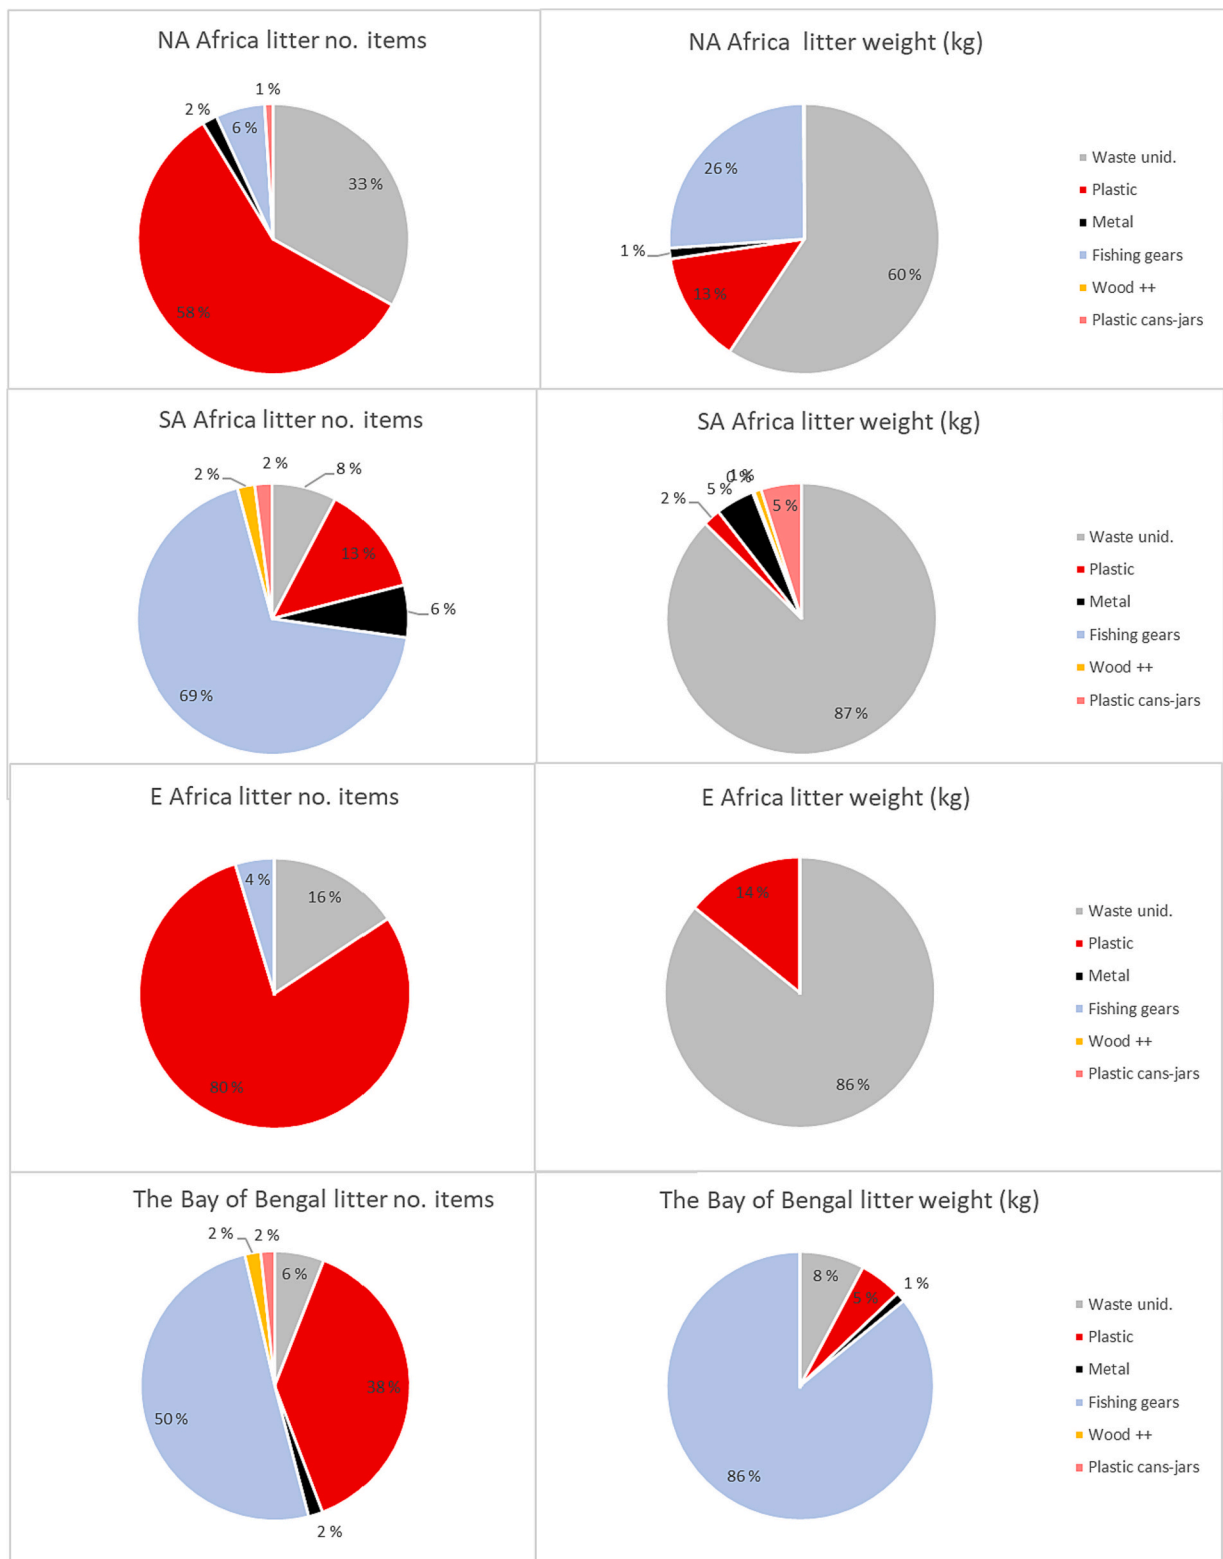 NA Africa litter no. items
1 %
2 %
6 %
33 %
58 %
NA Africa litter weight (kg)
26 %
1 %
13 %
60 %
Waste unid.
Plastic
Metal
Fishing gears
Wood ++
Plastic cans-jars
SA Africa litter no. items
2 %
2 %
8 %
13 %
6 %
69 %
SA Africa litter weight (kg)
0 %
1 %
5 %
2 %
5 %
87 %
Waste unid.
Plastic
Metal
Fishing gears
Wood ++
Plastic cans-jars
E Africa litter no. items
4 %
16 %
80 %
E Africa litter weight (kg)
14 %
86 %
Waste unid.
Plastic
Metal
Fishing gears
Wood ++
Plastic cans-jars
The Bay of Bengal litter no. items
2 %
2 %
6 %
38 %
50 %
2 %
The Bay of Bengal litter weight (kg)
8 %
5 %
1 %
86 %
Waste unid.
Plastic
Metal
Fishing gears
Wood ++
Plastic cans-jars